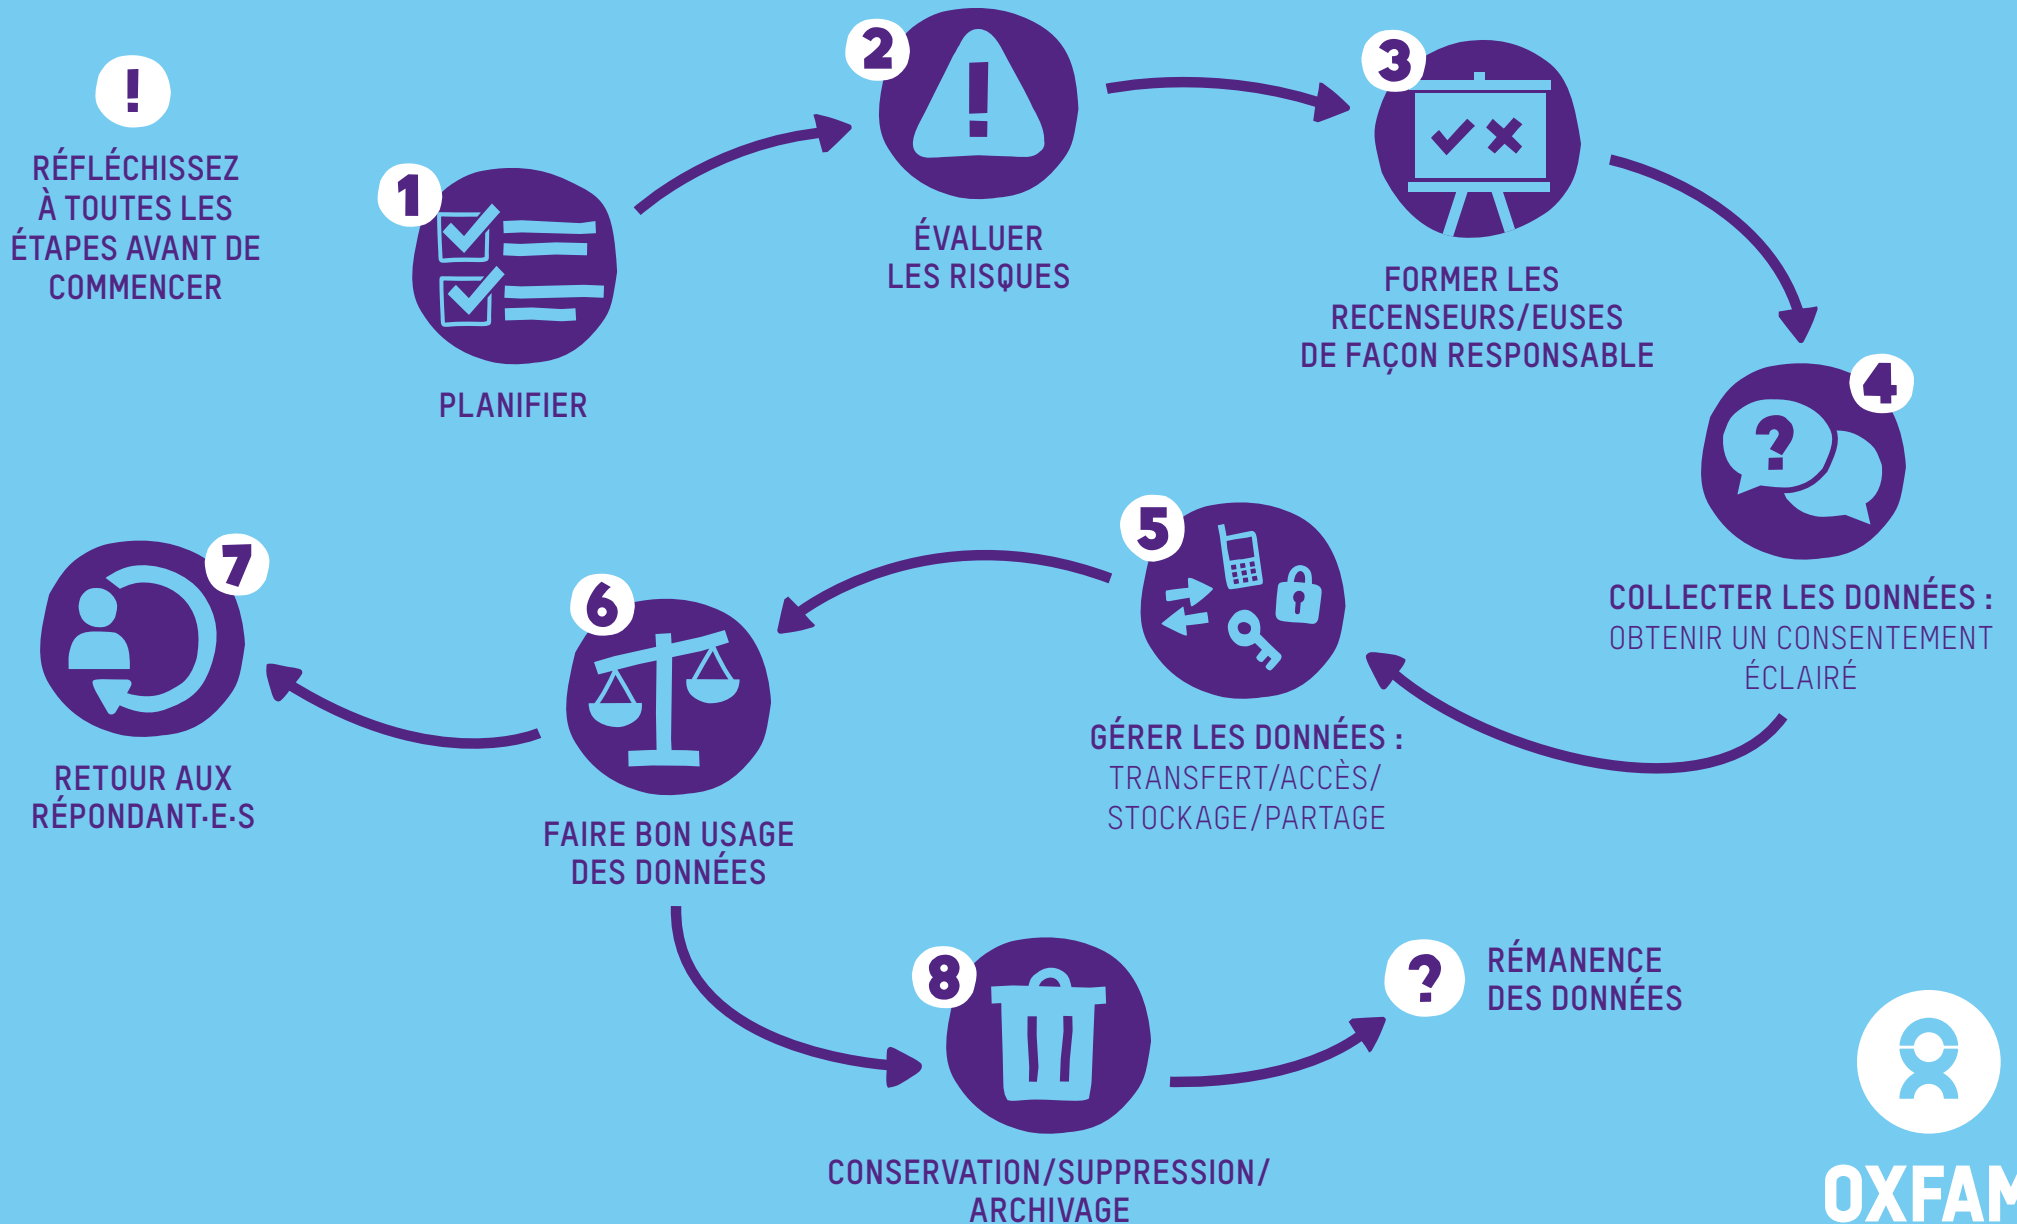 !
RÉFLÉCHISSEZ
À TOUTES LES
ÉTAPES AVANT DE
COMMENCER
1
PLANIFIER
2
!
ÉVALUER
LES RISQUES
3
FORMER LES
RECENSEURS/EUSES
DE FAÇON RESPONSABLE
4
?
COLLECTER LES DONNÉES :
OBTENIR UN CONSENTEMENT
ÉCLAIRÉ
5
GÉRER LES DONNÉES :
TRANSFERT/ACCÈS/
STOCKAGE/PARTAGE
6
FAIRE BON USAGE
DES DONNÉES
7
RETOUR AUX
RÉPONDANT·E·S
8
CONSERVATION/SUPPRESSION/
ARCHIVAGE
?
RÉMANENCE
DES DONNÉES
OXFAM